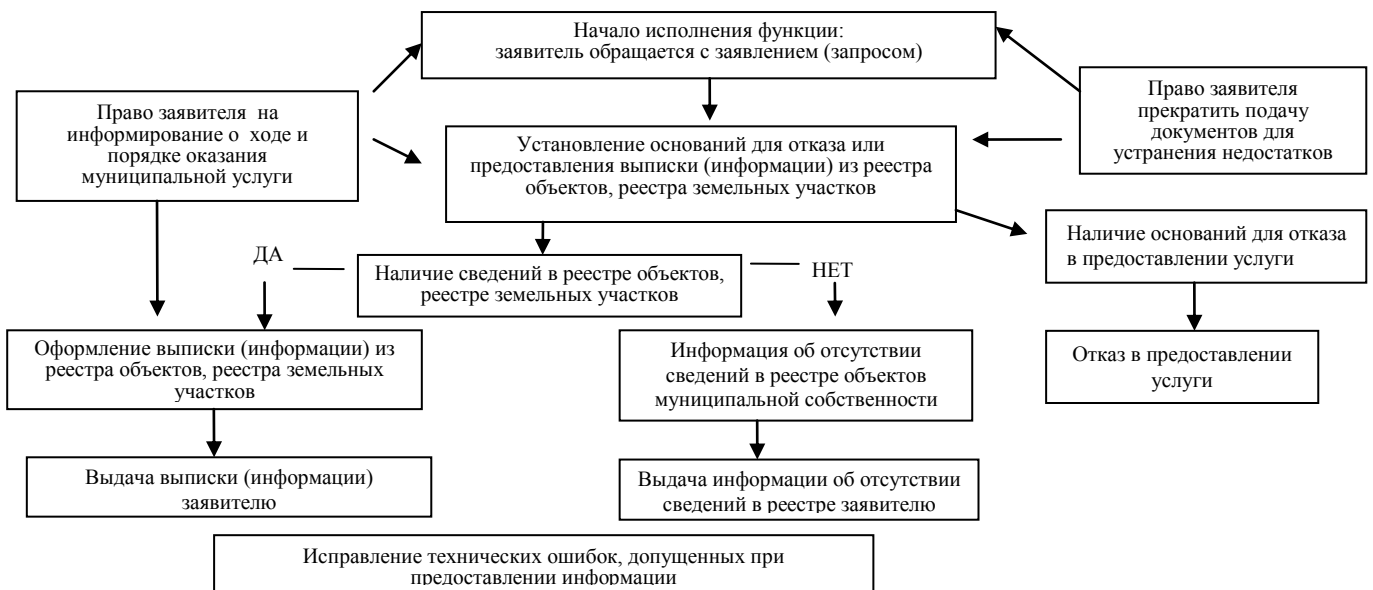 Начало исполнения функции:
заявитель обращается с заявлением (запросом)
Право заявителя на
информирование о ходе и
порядке оказания
муниципальной услуги
Право заявителя
прекратить подачу
документов для
устранения недостатков
Установление оснований для отказа или
предоставления выписки (информации) из реестра
объектов, реестра земельных участков
Наличие оснований для отказа
в предоставлении услуги
ДА
Наличие сведений в реестре объектов,
реестре земельных участков
НЕТ
Оформление выписки (информации) из
реестра объектов, реестра земельных
участков
Информация об отсутствии
сведений в реестре объектов
муниципальной собственности
Отказ в предоставлении
услуги
Выдача выписки (информации)
заявителю
Выдача информации об отсутствии
сведений в реестре заявителю
Исправление технических ошибок, допущенных при
предоставлении информации